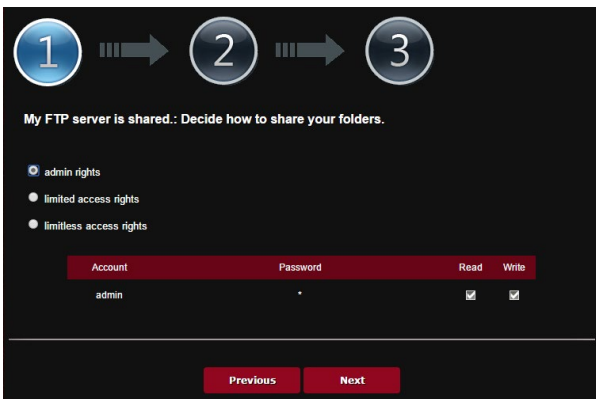 1 2 3
My FTP server is shared.: Decide how to share your folders.
admin rights
limited access rights
limitless access rights
Account Password Read Write
admin *
Previous Next